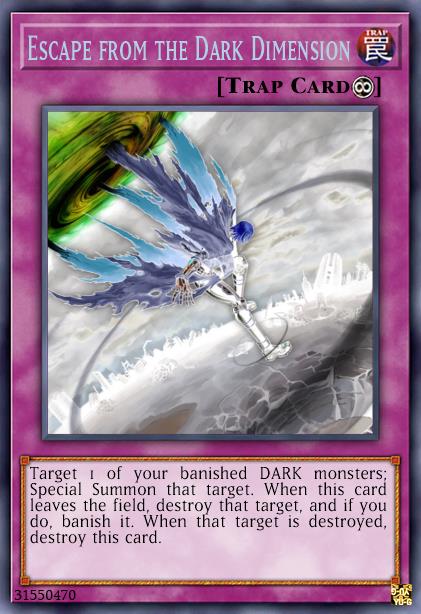 Escape from the Dark Dimension
TRAP
罠
[Trap Card]
Target 1 of your banished DARK monsters;
Special Summon that target. When this card
leaves the field, destroy that target, and if you
do, banish it. When that target is destroyed,
destroy this card.
31550470